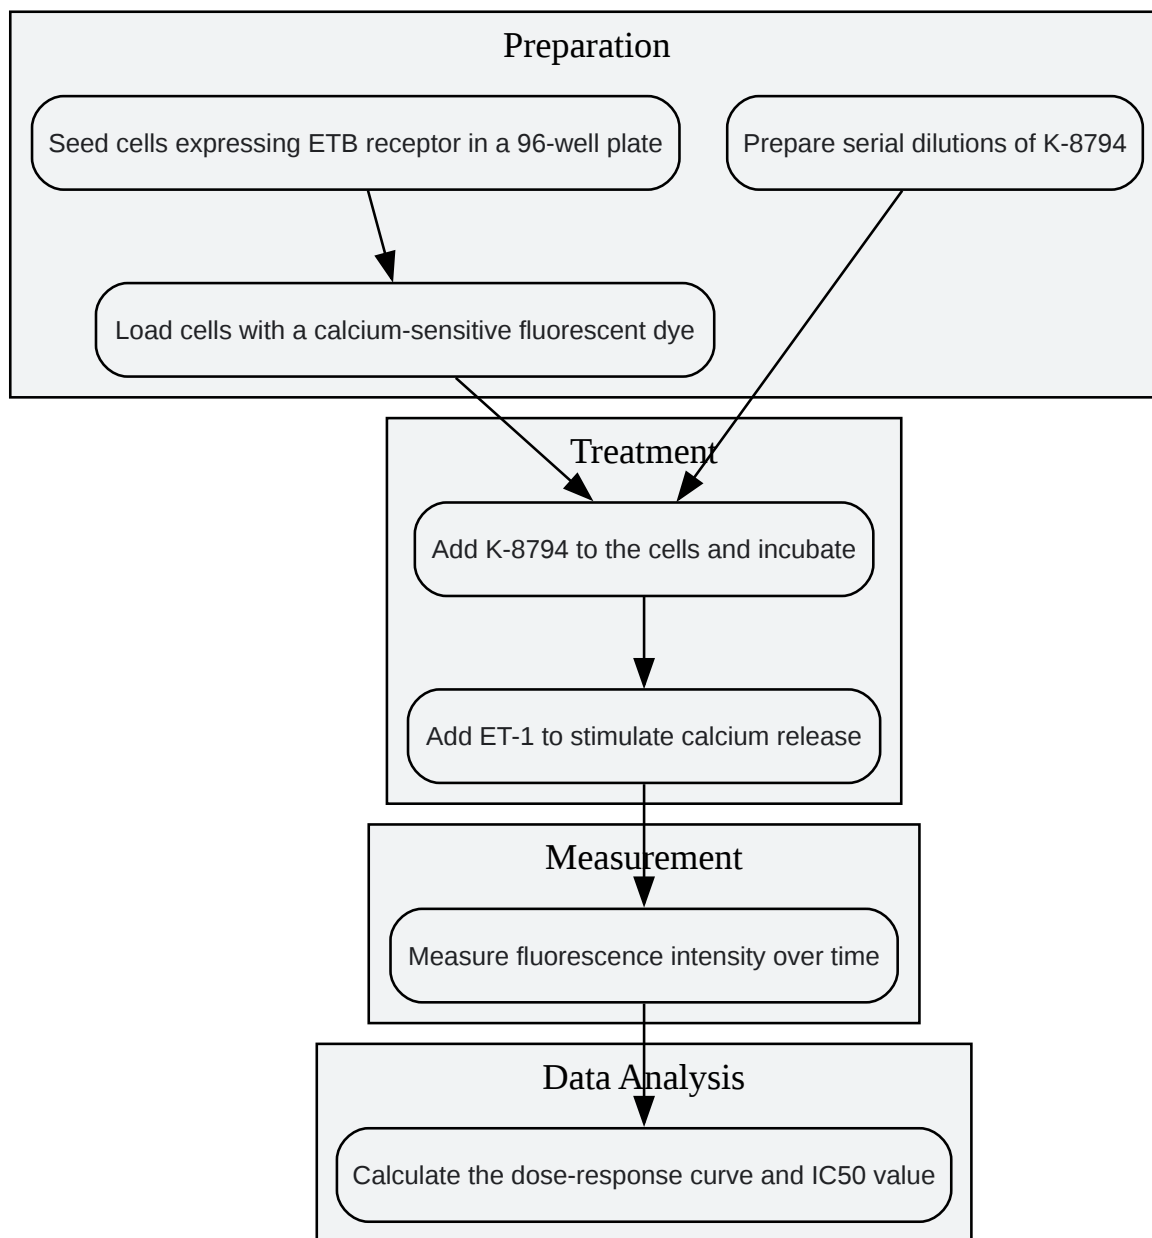 Preparation
Seed cells expressing ETB receptor in a 96-well plate
Prepare serial dilutions of K-8794
Load cells with a calcium-sensitive fluorescent dye
Treatment
Add K-8794 to the cells and incubate
Add ET-1 to stimulate calcium release
Measurement
Measure fluorescence intensity over time
Data Analysis
Calculate the dose-response curve and IC50 value